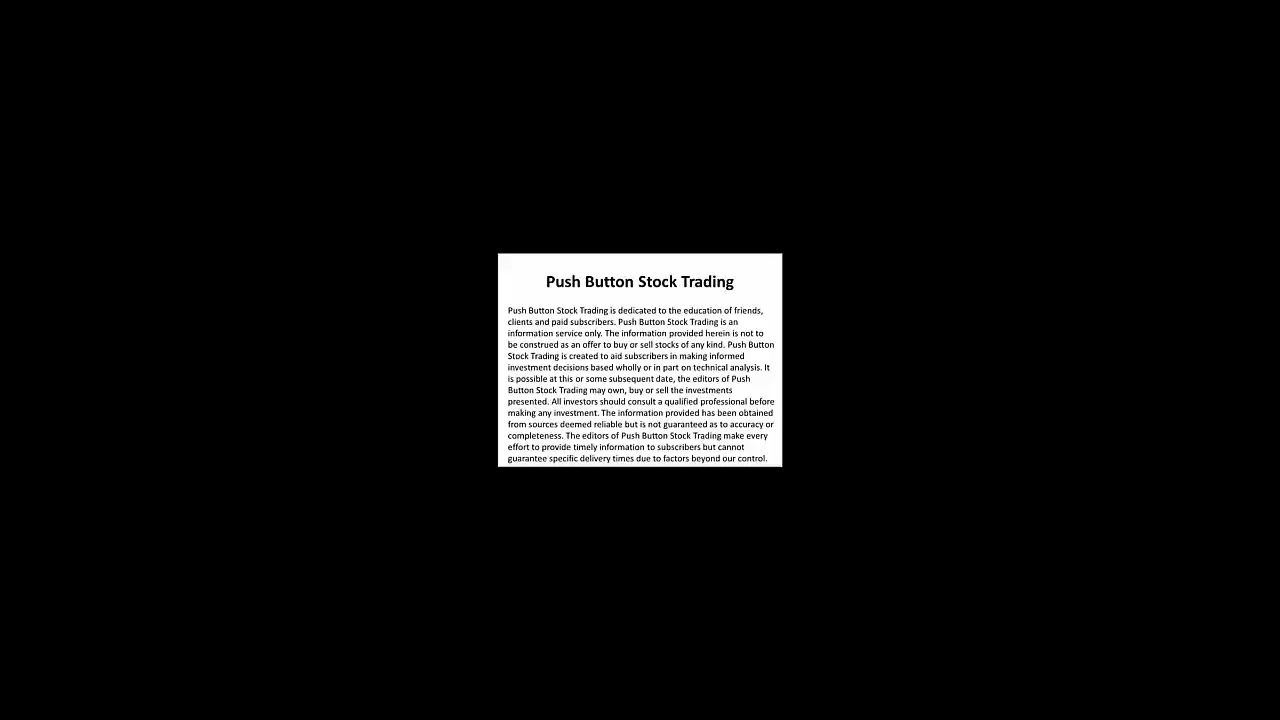 Push Button Stock Trading
Push Button Stock Trading is dedicated to the education of friends,
clients and paid subscribers. Push Button Stock Trading is an
information service only. The information provided herein is not to
be construed as an offer to buy or sell stocks of any kind. Push Button
Stock Trading is created to aid subscribers in making informed
investment decisions based wholly or in part on technical analysis. It
is possible at this or some subsequent date, the editors of Push
Button Stock Trading may own, buy or sell the investments
presented. All investors should consult a qualified professional before
making any investment. The information provided has been obtained
from sources deemed reliable but is not guaranteed as to accuracy or
completeness. The editors of Push Button Stock Trading make every
effort to provide timely information to subscribers but cannot
guarantee specific delivery times due to factors beyond our control.